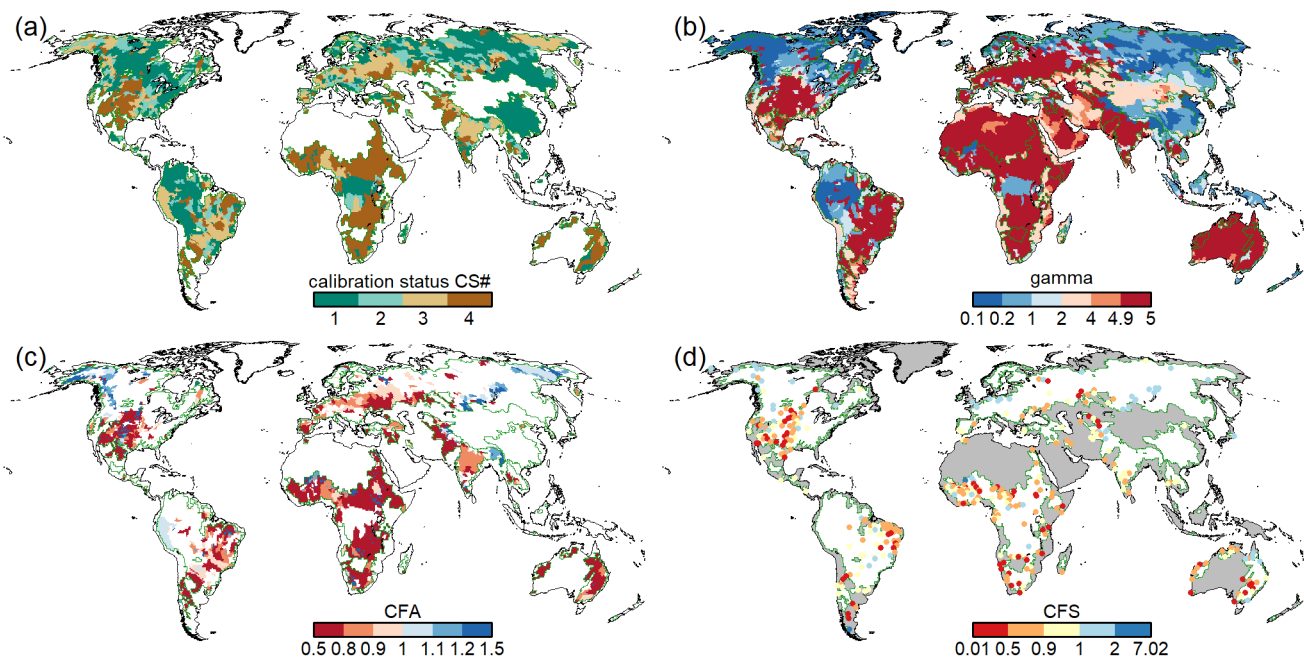 (a)
calibration status CS#
1 2 3 4
(b)
gamma
0.1 0.2 1 2 4 4.9 5
(c)
CFA
0.5 0.8 0.9 1 1.1 1.2 1.5
(d)
CFS
0.01 0.5 0.9 1 2 7.02